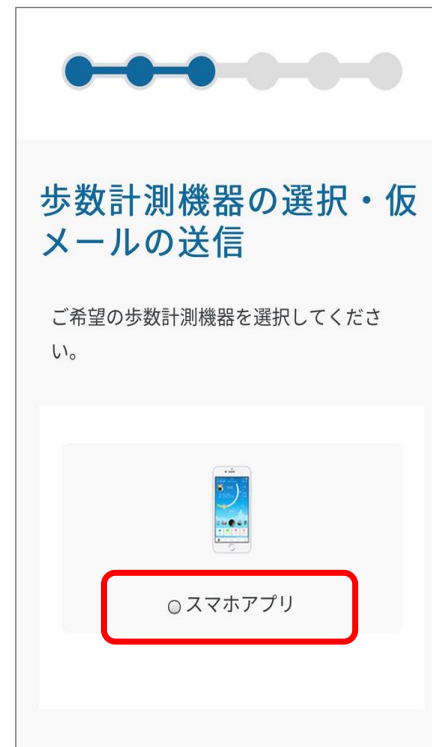 歩数計測機器の選択・仮
メールの送信
ご希望の歩数計測機器を選択してくださ
い。
スマホアプリ